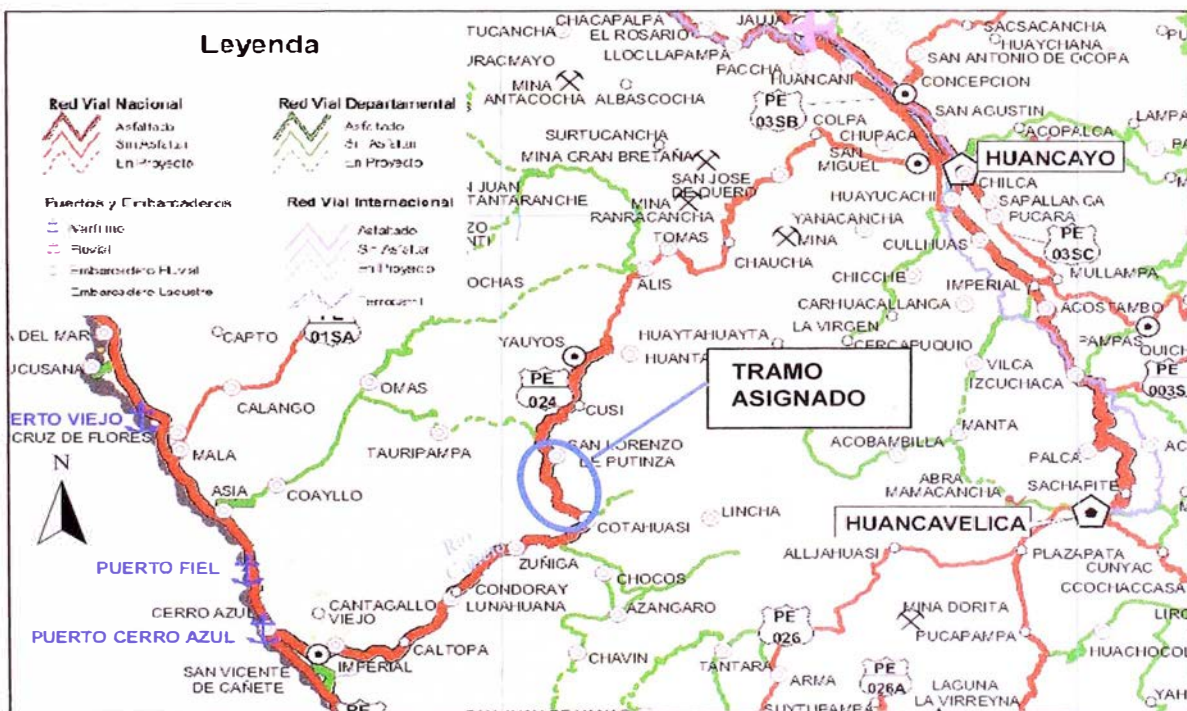 Leyenda
Red Vial Nacional
Asfaltado
Sin Asfaltar
En Proyecto
Red Vial Departamental
Asfaltado
Sin Asfaltar
En Proyecto
Puertos y Embarcaderos
Marítimo
Fluvial
Embarcadero Fluvial
Embarcadero Lacustre
Red Vial Internacional
Asfaltado
Sin Asfaltar
En Proyecto
Ferrocarril
TUCANCHA
CHACAPALPA
EL ROSARIO
LLOCLLAPAMPA
JAUJA
SACSACANCHA
HUAYCHANA
SAN ANTONIO DE OCOPA
URACMAYO
MINA
ANTACOCHA
ALBASCOCHA
PACCHA
HUANCANI
CONCEPCION
PE
03SB
COLPA
SAN AGUSTIN
CHUPACA
ACOPALCA
LAMPA
SURTUCANCHA
MINA GRAN BRETAÑA
SAN
MIGUEL
HUANCAYO
SAN JOSE
DE QUERO
CHILCA
N JUAN
TANTARANCHE
MINA
RANRACANCHA
HUAYUCACHI
SAPALLANGA
PUCARA
YANACANCHA
TOMAS
MINA
CULLHUAS
PE
03SC
CHAUCHA
MULLAMPA
OCHAS
ALIS
CHICCHE
IMPERIAL
CARHUACALLANGA
ACOSTAMBO
A DEL MAR
CAPTO
01SA
HUAYTAHUAYTA
LA VIRGEN
CERCAPUQUIO
PAMPAS
YAUYOS
HUANTA
QUICH
UCUSANA
OMAS
PE
024
TRAMO
ASIGNADO
VILCA
IZCUCHACA
PE
003S
CALANGO
CUSI
ERTO VIEJO
CRUZ DE FLORES
TAURIPAMPA
SAN LORENZO
DE PUTINZA
ACOBAMBILLA
MANTA
MALA
PALCA
N
ASIA
COAYLLO
ABRA
MAMACANCHA
SACHAPITE
COTAHUASI
LINCHA
HUANCAVELICA
ZUÑIGA
ALLJAHUASI
PLAZAPATA
CUNYAC
PUERTO FIEL
CHOCOS
CCOCHACCASA
CONDORAY
LUNAHUANA
CERRO AZUL
CANTAGALLO
VIEJO
AZANGARO
MINA DORITA
PUERTO CERRO AZUL
PE
026
PUCAPAMPA
IMPERIAL
CALTOPA
HUACHOCOL
SAN VICENTE
DE CAÑETE
CHAVIN
TANTARA
ARMA
PE
026A
LAGUNA
LA VIRREYNA
PE
YAH